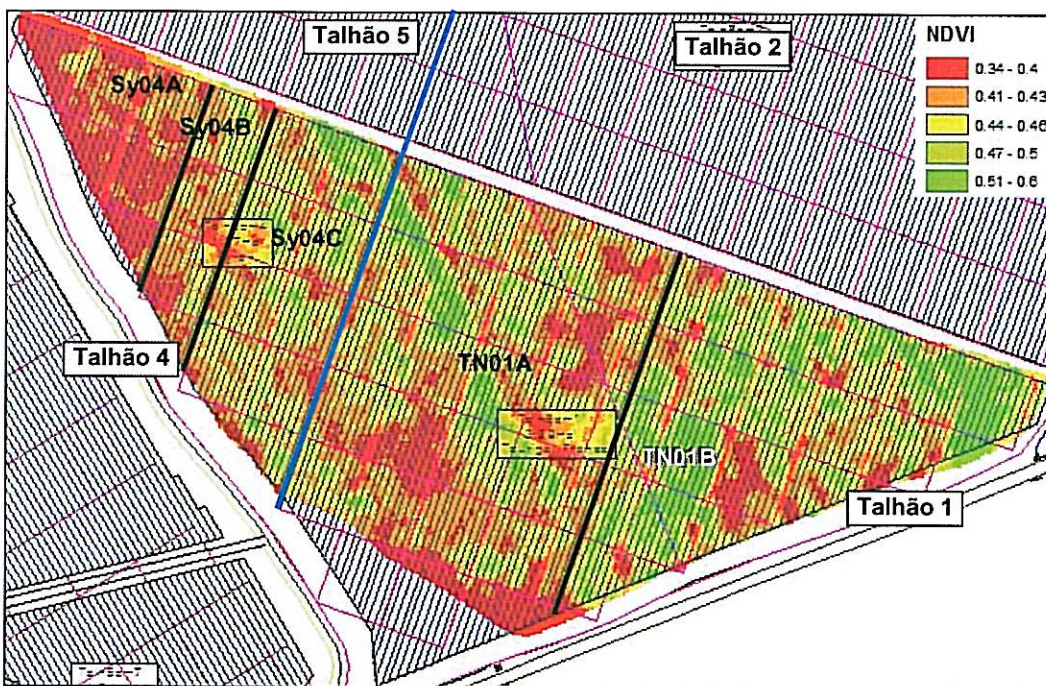 Talhão 5
Talhão 2
NDVI
0.34 - 0.4
0.41 - 0.43
0.44 - 0.46
0.47 - 0.5
0.51 - 0.6
Sy04A
Sy04B
Sy04C
Talhão 4
TN01A
TN01B
Talhão 1